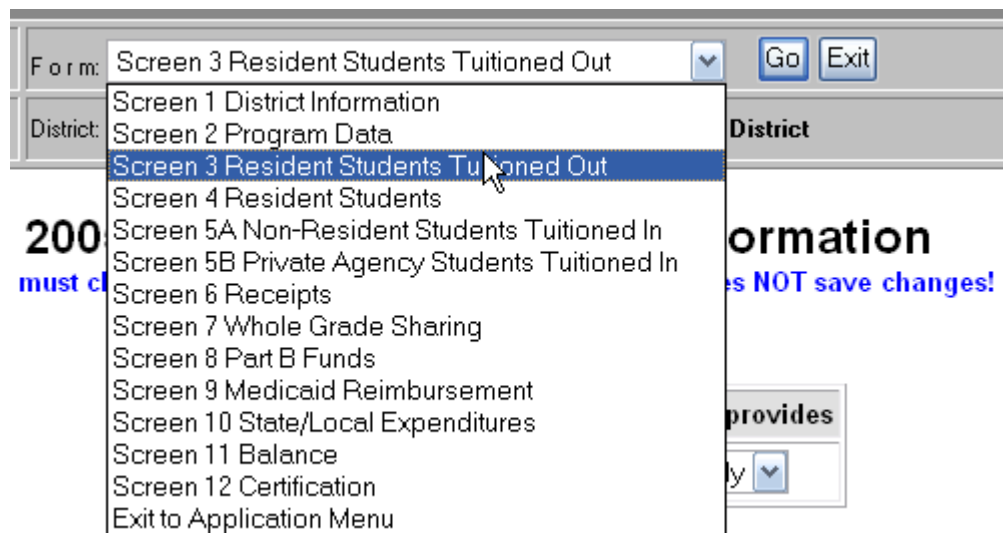 Form: Screen 3 Resident Students Tuitioned Out Go Exit
Screen 1 District Information
District: Screen 2 Program Data District
Screen 3 Resident Students Tuitioned Out
Screen 4 Resident Students
200 Screen 5A Non-Resident Students Tuitioned In ormation
Screen 5B Private Agency Students Tuitioned In
must cl es NOT save changes!
Screen 6 Receipts
Screen 7 Whole Grade Sharing
Screen 8 Part B Funds
Screen 9 Medicaid Reimbursement
Screen 10 State/Local Expenditures provides
Screen 11 Balance
ly
Screen 12 Certification
Exit to Application Menu